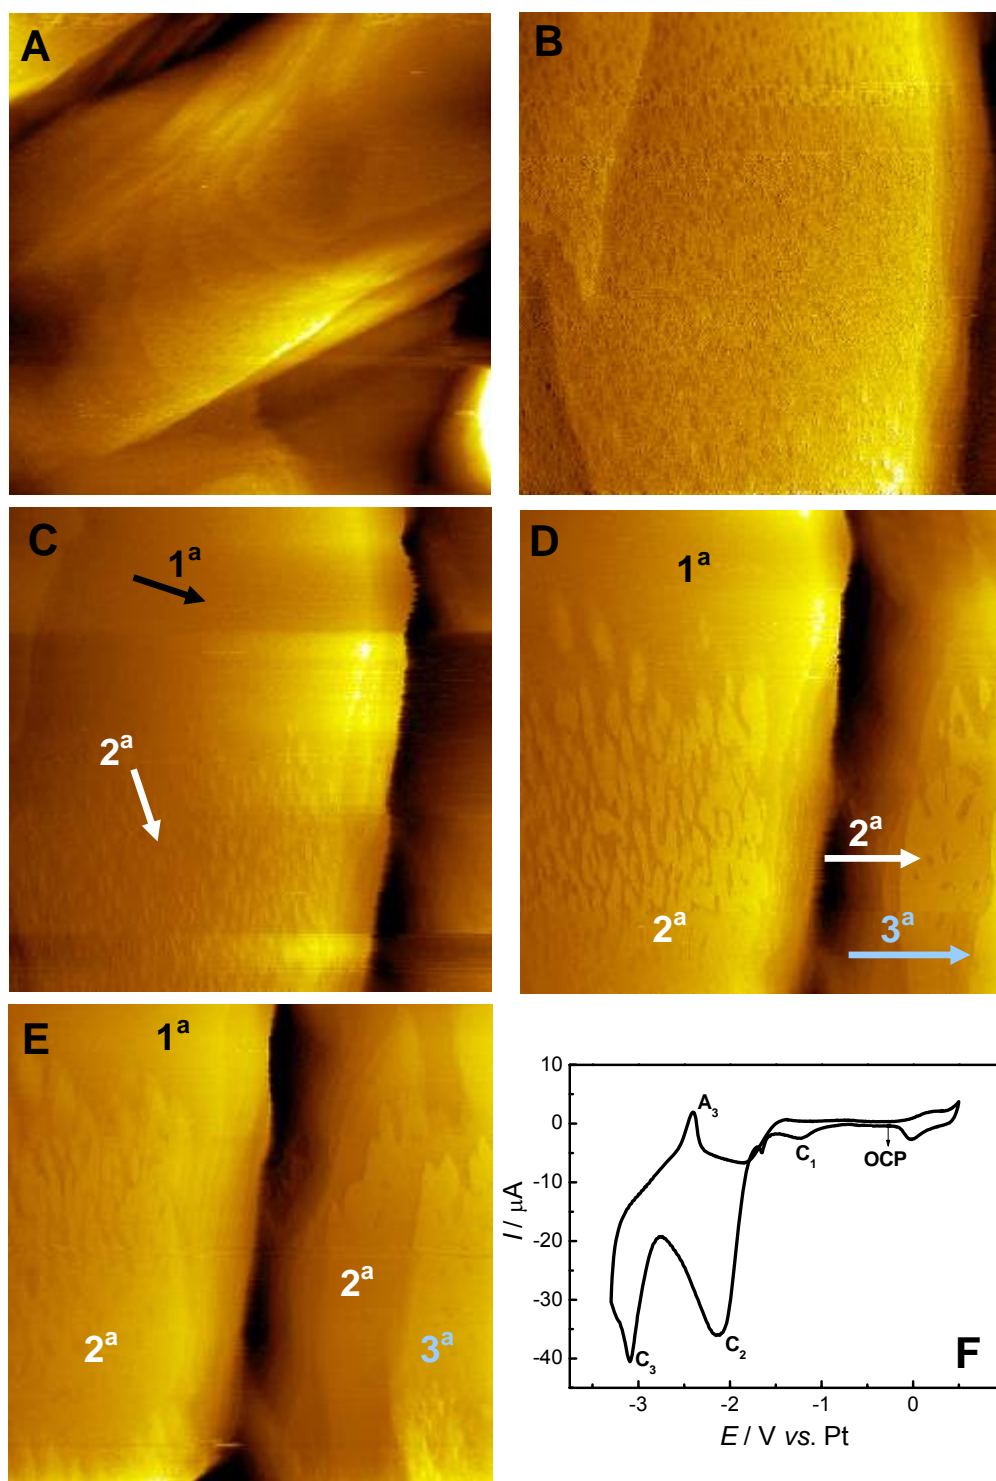 A
B
C
1ᵃ
2ᵃ
D
1ᵃ
2ᵃ
2ᵃ
3ᵃ
E
1ᵃ
2ᵃ
2ᵃ
3ᵃ
10
0
-10
-20
-30
-40
I / µA
A₃
C₁
OCP
C₂
C₃
F
-3
-2
-1
0
E / V vs. Pt